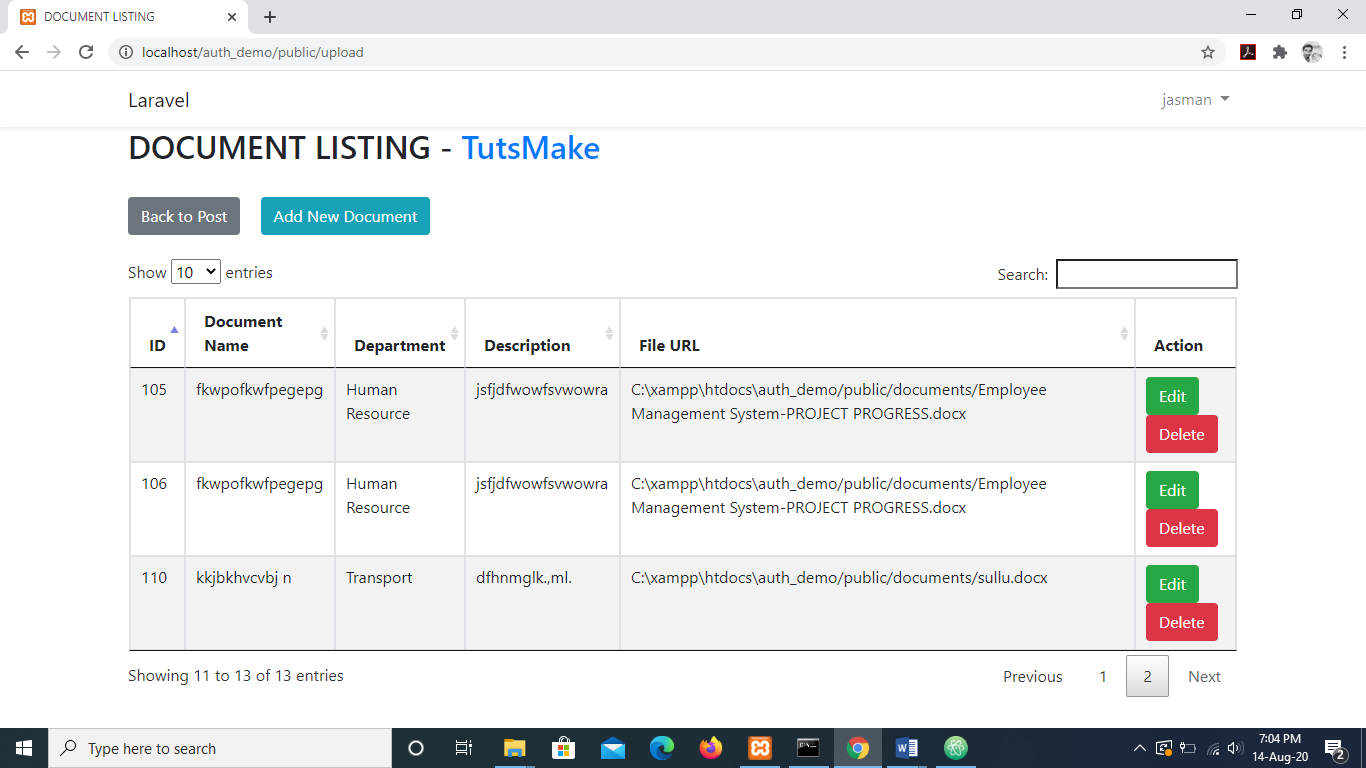 DOCUMENT LISTING
localhost/auth_demo/public/upload
Laravel
jasman
DOCUMENT LISTING - TutsMake
Back to Post
Add New Document
Show 10 entries
Search:
ID
Document
Name
Department
Description
File URL
Action
105
fkwpofkwfpegepg
Human
Resource
jsfjdfwowfsvwowra
C:\xampp\htdocs\auth_demo/public/documents/Employee
Management System-PROJECT PROGRESS.docx
Edit
Delete
106
fkwpofkwfpegepg
Human
Resource
jsfjdfwowfsvwowra
C:\xampp\htdocs\auth_demo/public/documents/Employee
Management System-PROJECT PROGRESS.docx
Edit
Delete
110
kkjbkhvcvbj n
Transport
dfhnmglk.,ml.
C:\xampp\htdocs\auth_demo/public/documents/sullu.docx
Edit
Delete
Showing 11 to 13 of 13 entries
Previous
1
2
Next
Type here to search
7:04 PM
14-Aug-20
2